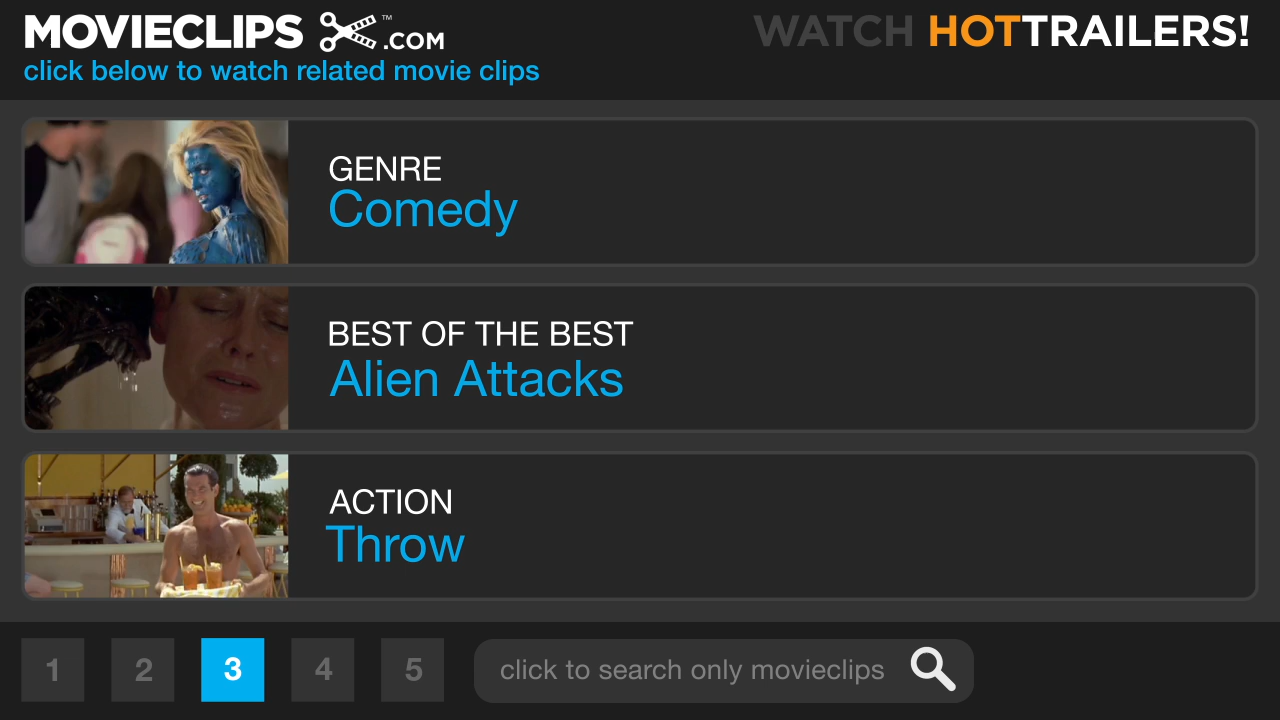 MOVIECLIPS ™ .COM
WATCH HOTTRAILERS!
click below to watch related movie clips
GENRE
Comedy
BEST OF THE BEST
Alien Attacks
ACTION
Throw
1 2 3 4 5 click to search only movieclips